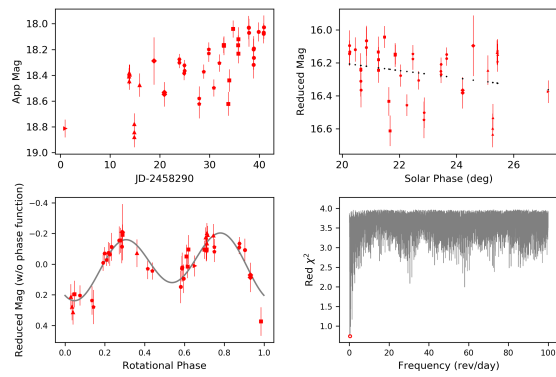 App Mag
18.0
18.2
18.4
18.6
18.8
19.0
0 10 20 30 40
JD-2458290
Reduced Mag
16.0
16.2
16.4
16.6
20 22 24 26
Solar Phase (deg)
Reduced Mag (w/o phase function)
−0.4
−0.2
0.0
0.2
0.4
0.0 0.2 0.4 0.6 0.8 1.0
Rotational Phase
Red χ²
4.0
3.5
3.0
2.5
2.0
1.5
1.0
0 20 40 60 80 100
Frequency (rev/day)